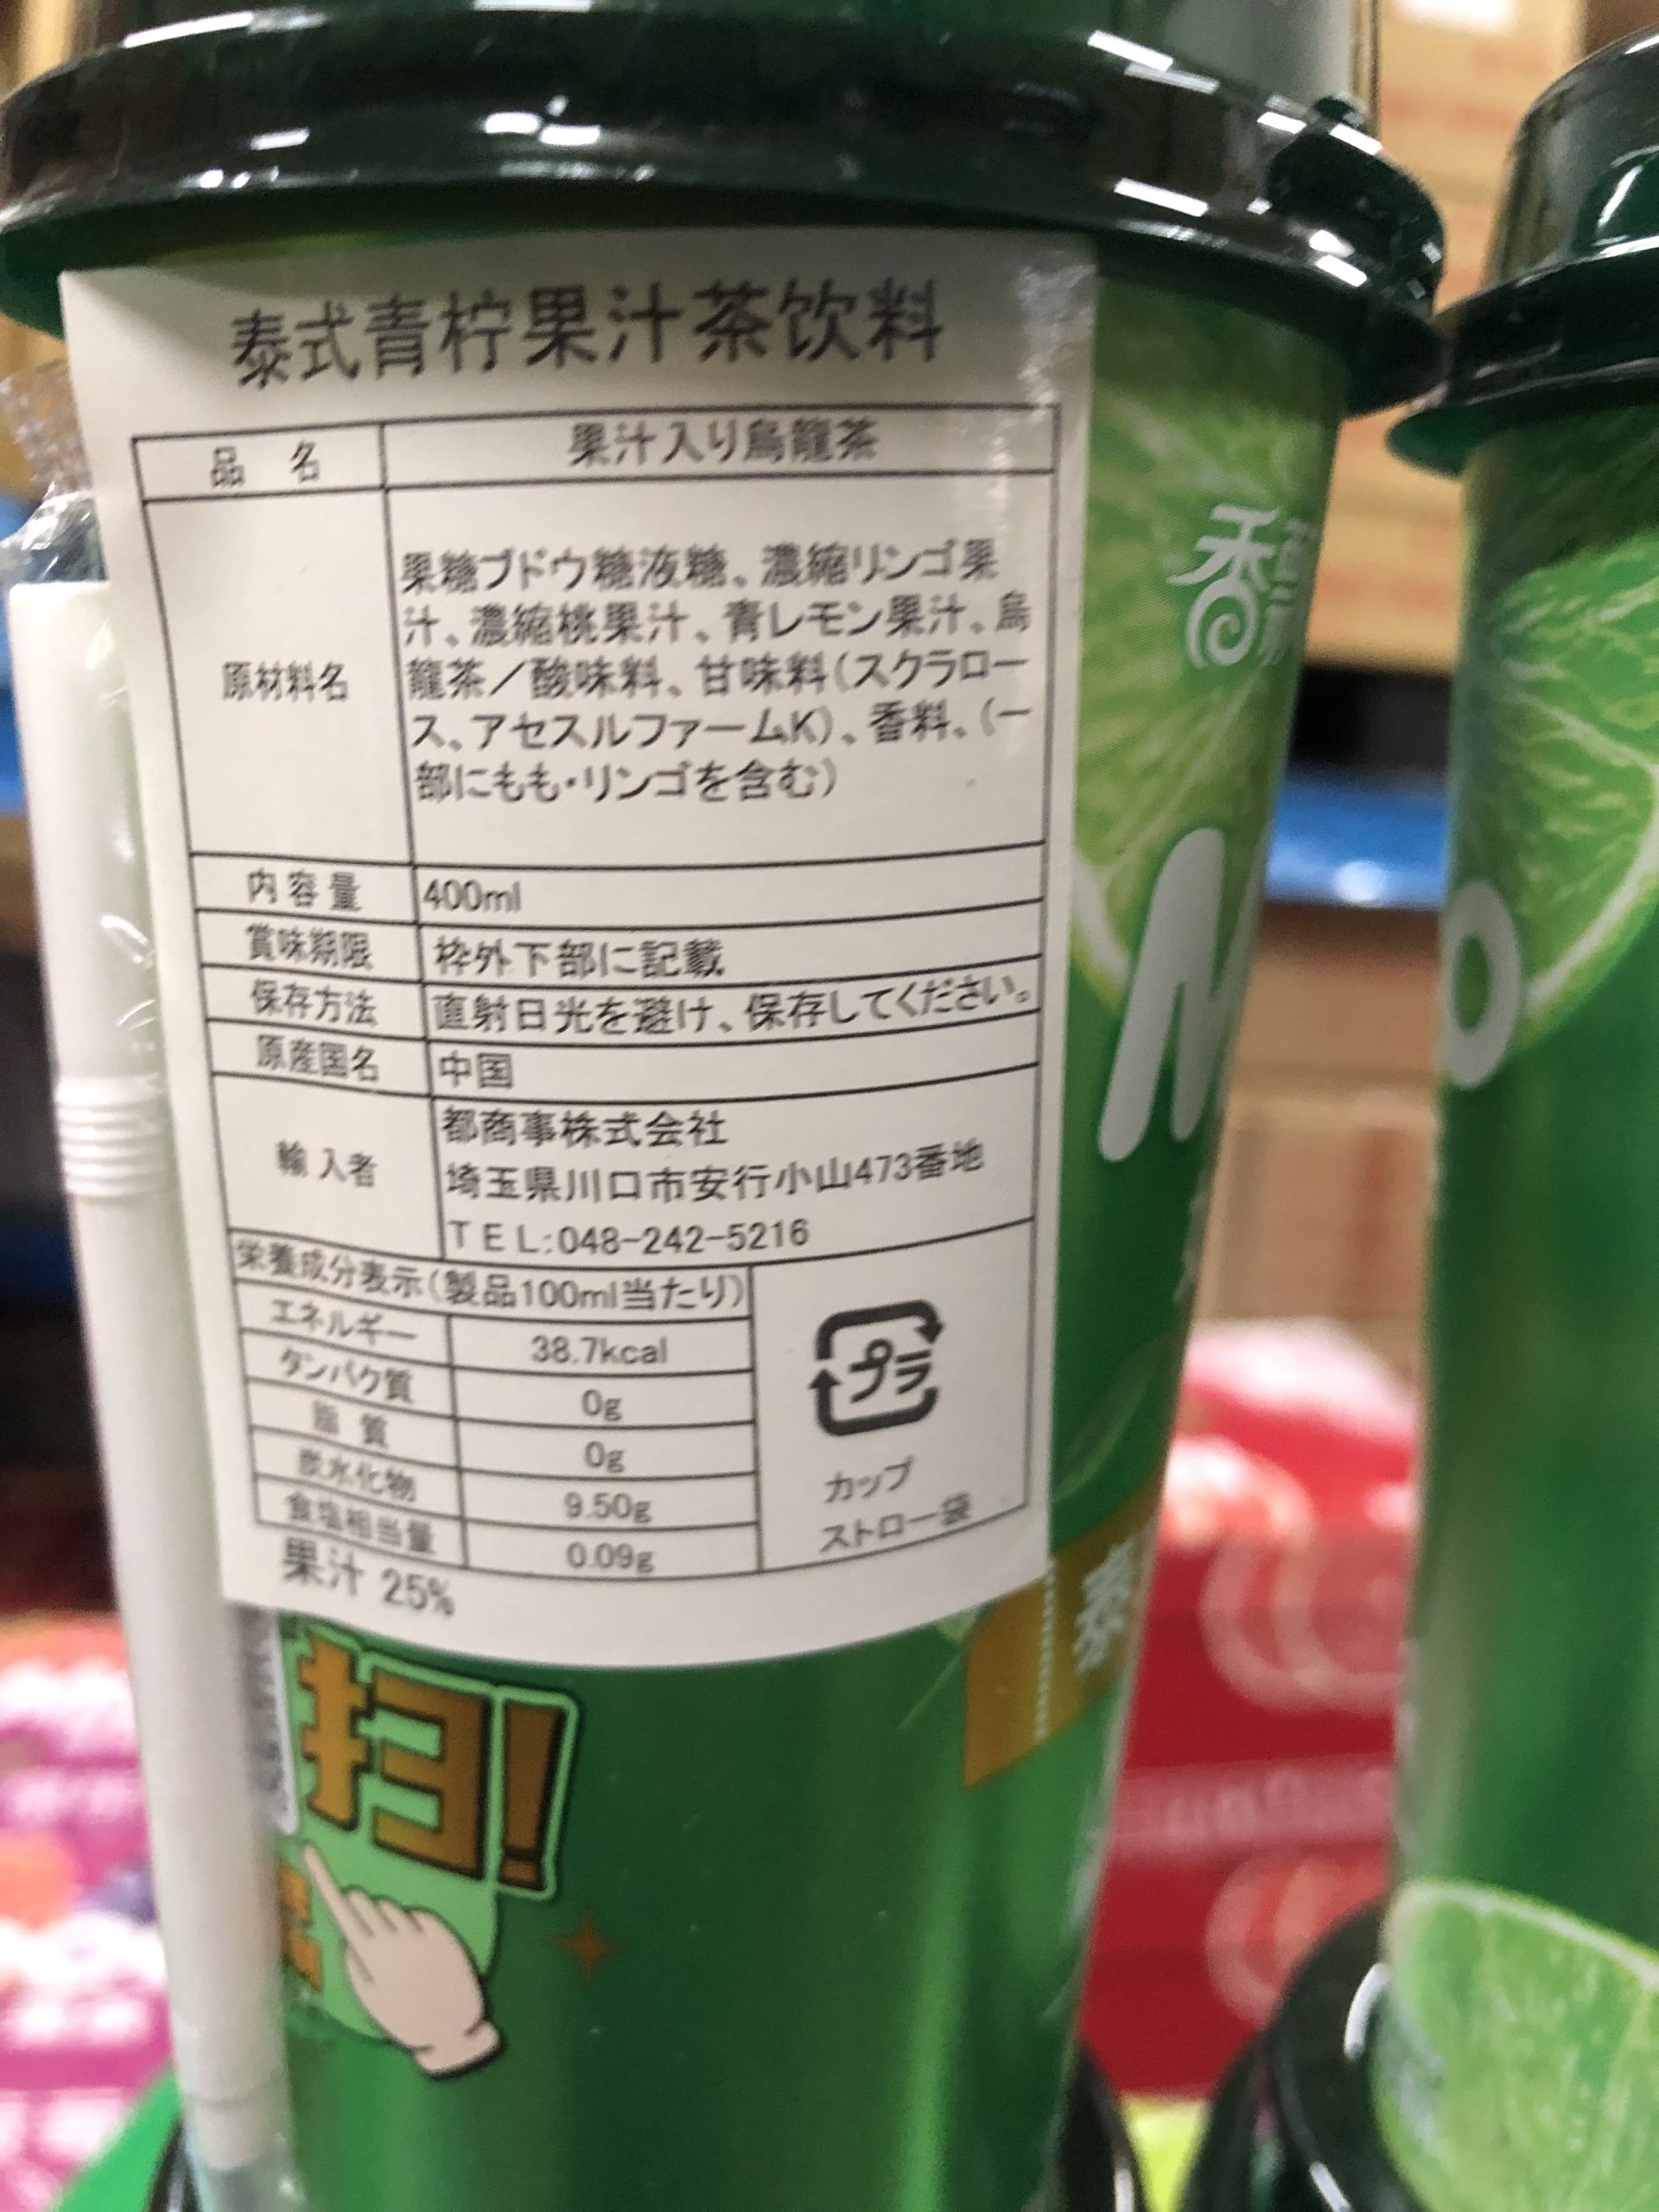 泰式青柠果汁茶饮料
品 名 果汁入り烏龍茶
原材料名
果糖ブドウ糖液糖、濃縮リンゴ果
汁、濃縮桃果汁、青レモン果汁、烏
龍茶／酸味料、甘味料(スクラロー
ス、アセスルファームK)、香料、(一
部にもも・リンゴを含む)
内容量 400ml
賞味期限 枠外下部に記載
保存方法 直射日光を避け、保存してください。
原産国名 中国
輸入者
都商事株式会社
埼玉県川口市安行小山473番地
TEL:048-242-5216
栄養成分表示(製品100ml当たり)
エネルギー 38.7kcal
タンパク質 0g
脂 質 0g
炭水化物 9.50g
食塩相当量 0.09g
プラ
カップ
ストロー袋
果汁 25%
香
M
o
泰
扫!